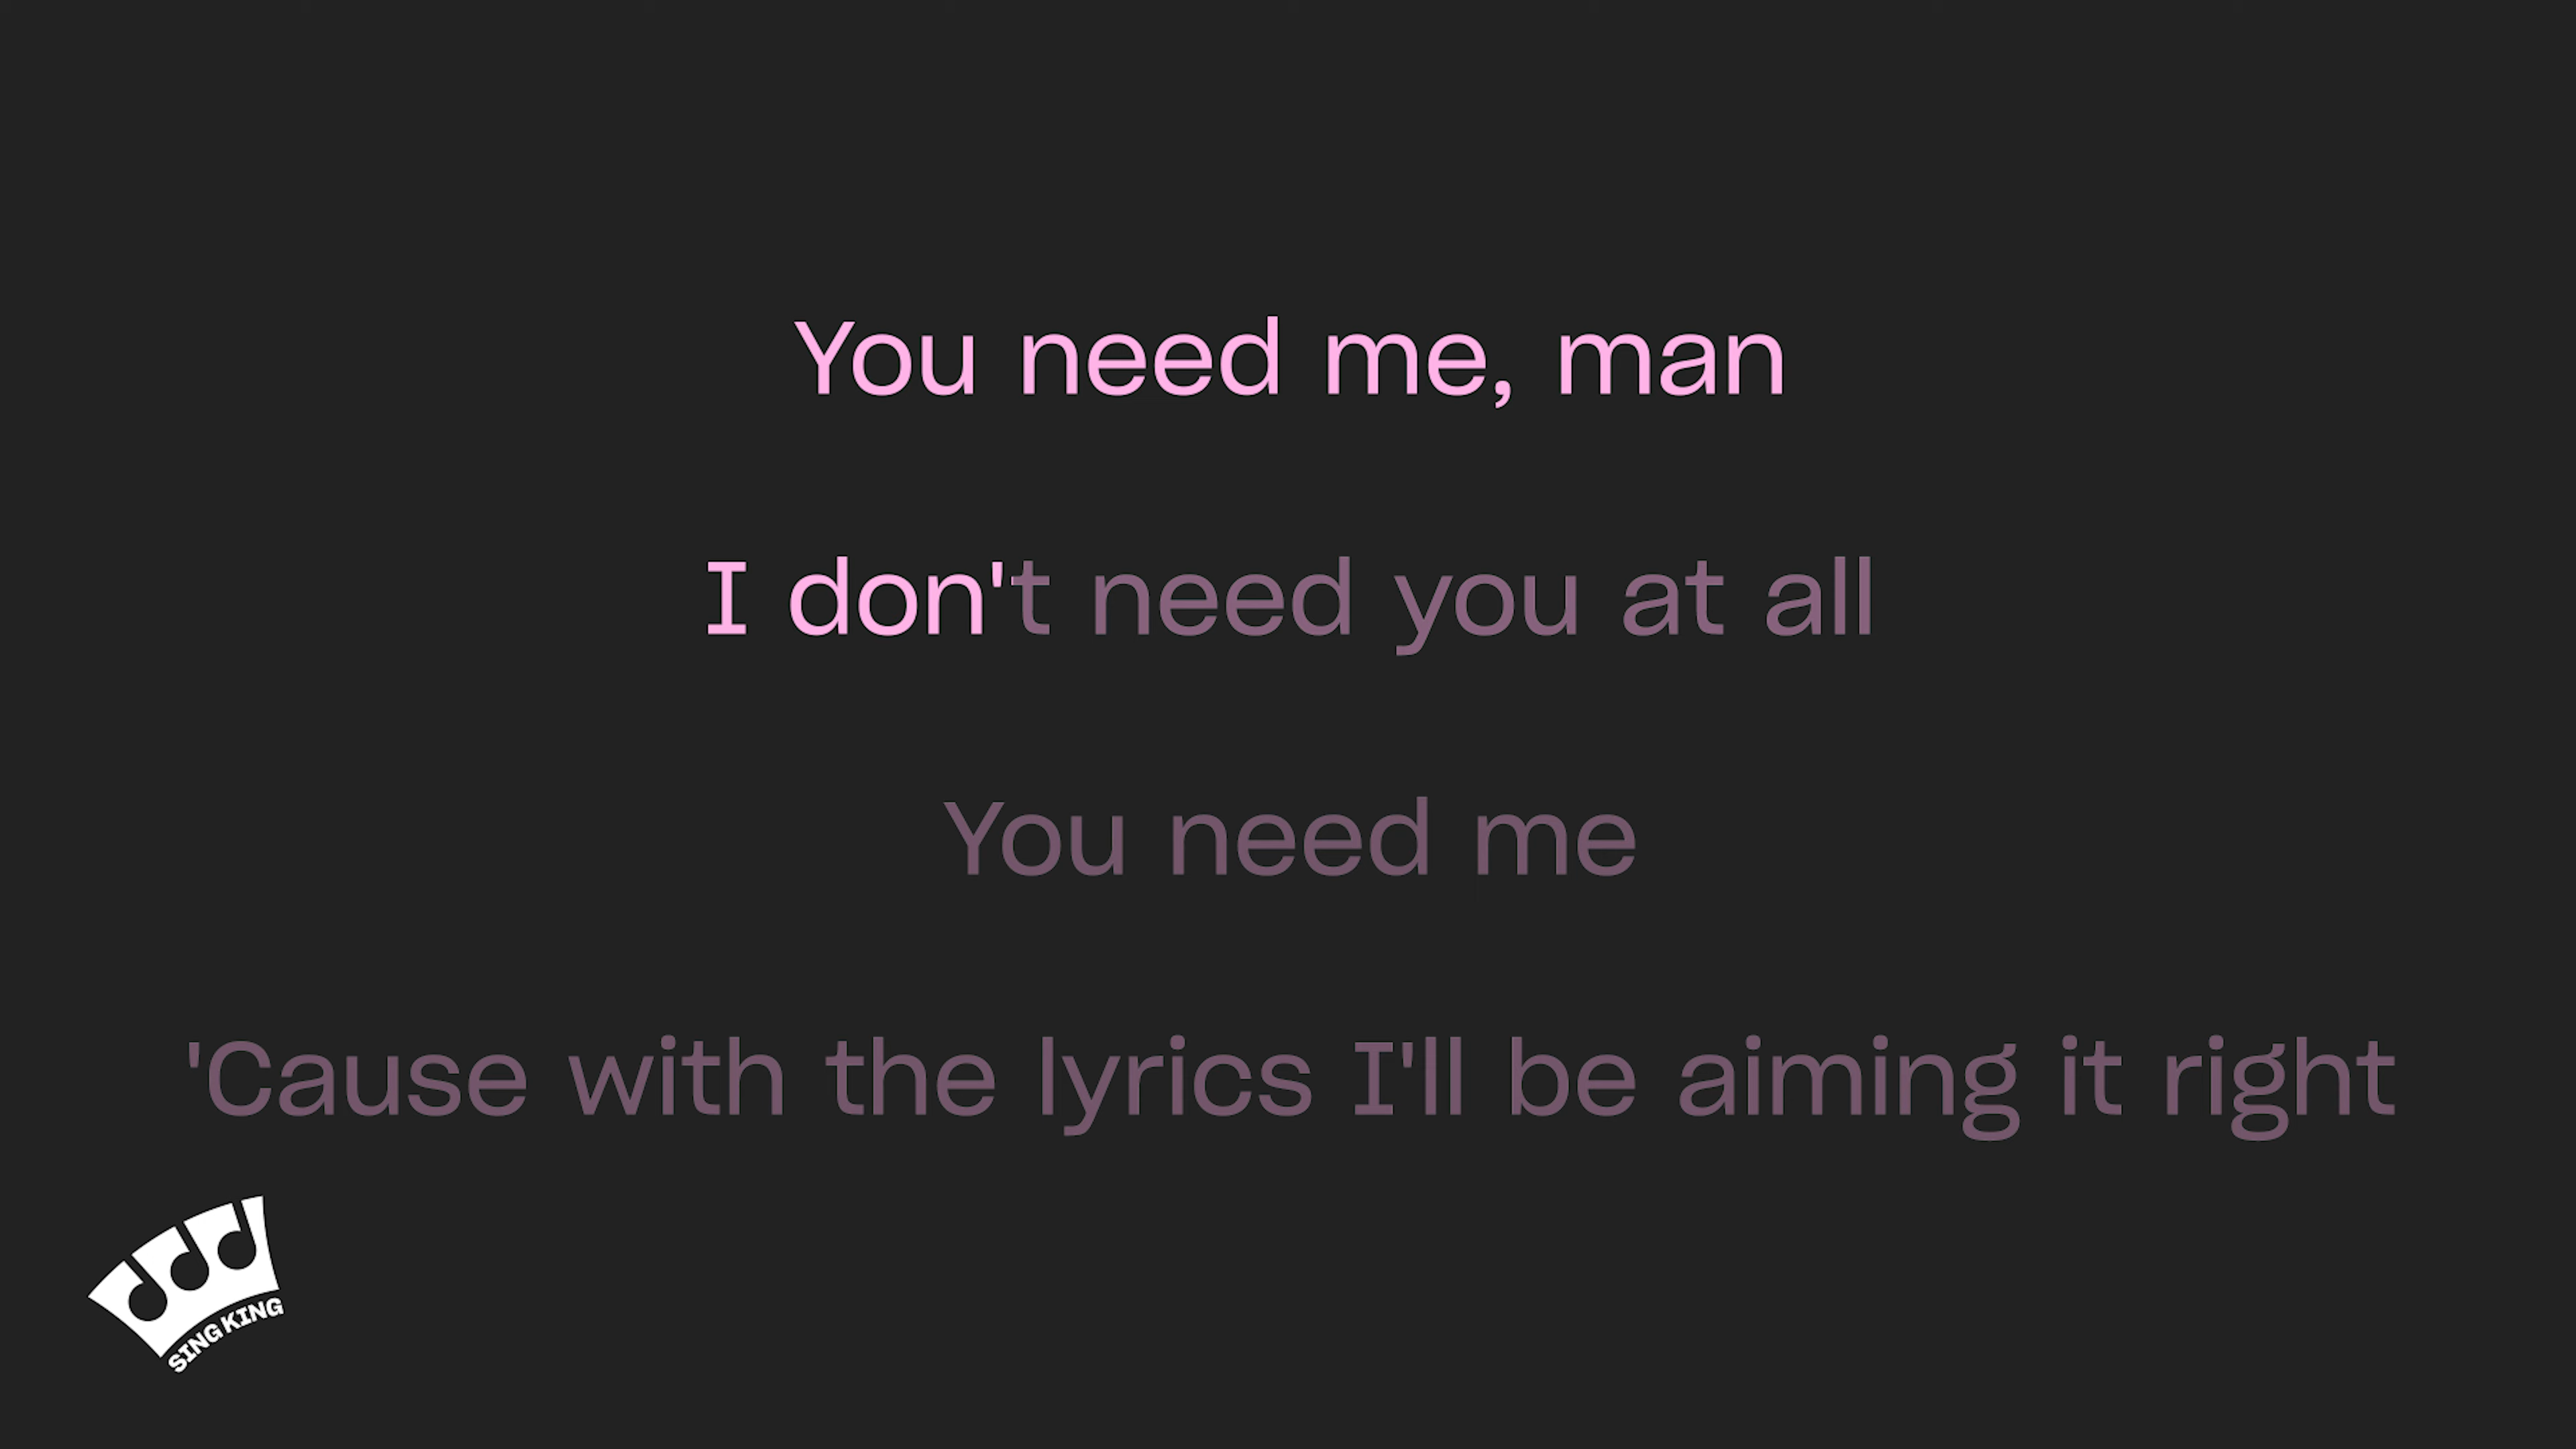 You need me, man
I don't need you at all
You need me
'Cause with the lyrics I'll be aiming it right
SING KING